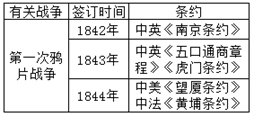 有关战争 签订时间 条约
第一次鸦片战争 1842年 中英《南京条约》
1843年 中英《五口通商章
程》《虎门条约》
1844年 中美《望厦条约》
中法《黄埔条约》